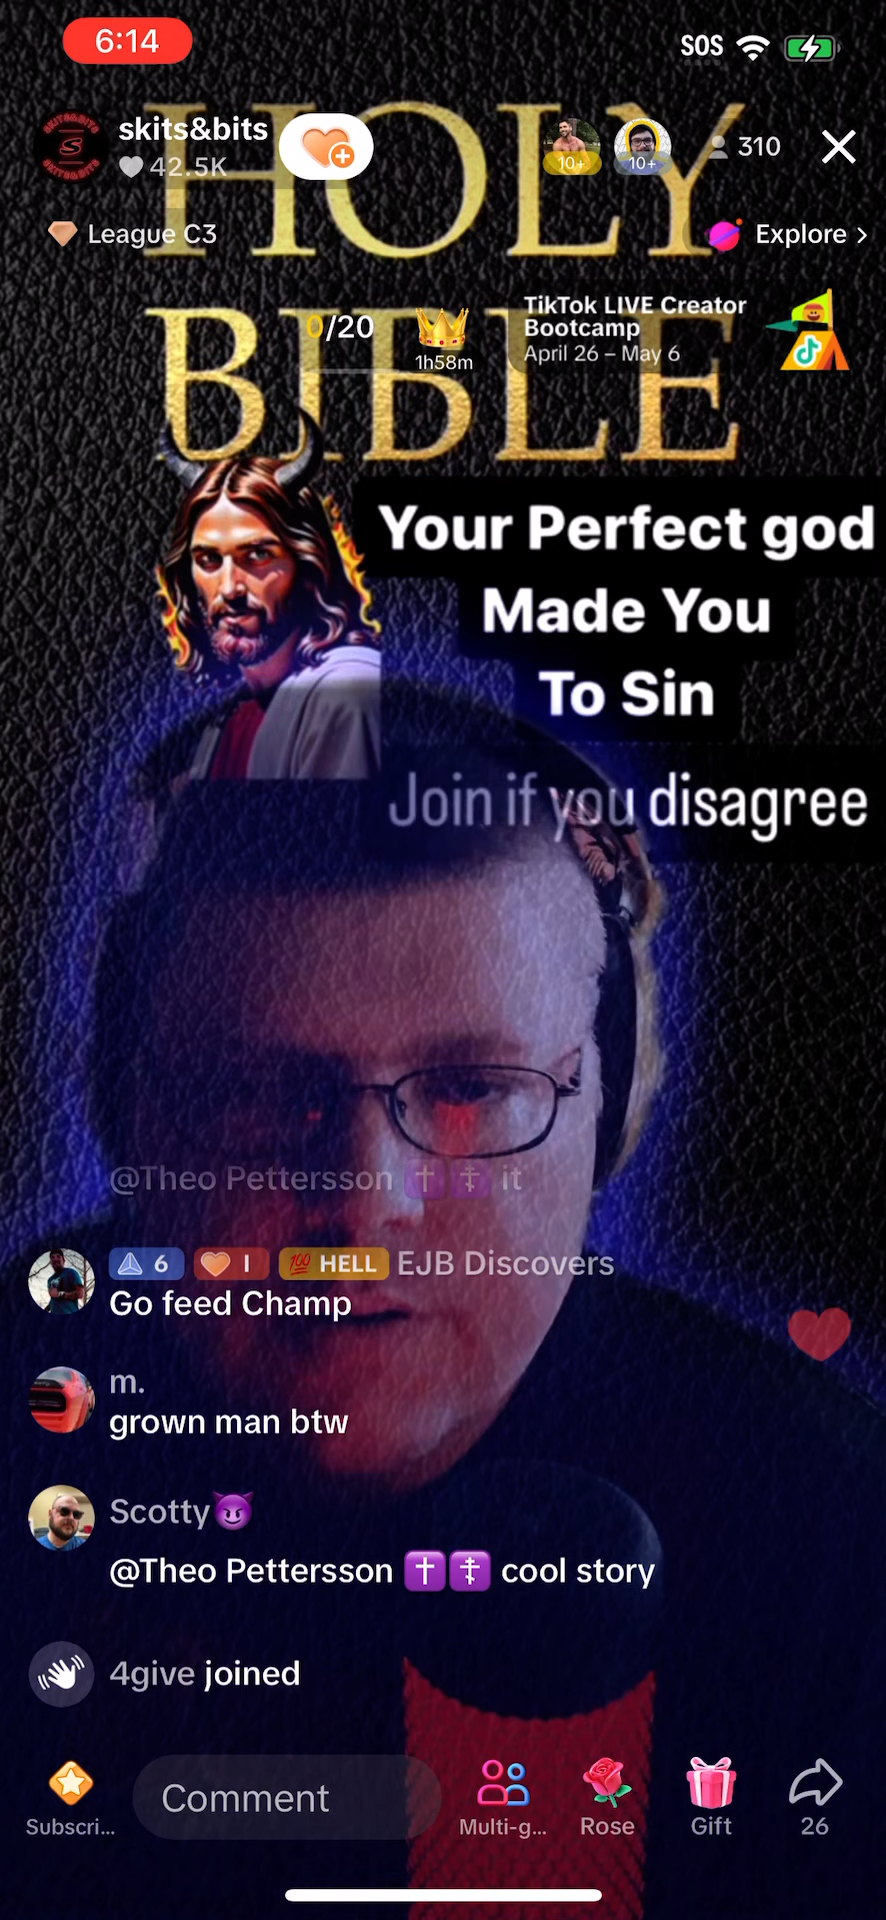 6:14
SOS
HOLY
skits&bits
42.5K
10+
10+
310
League C3
Explore >
BIBLE
0/20
1h58m
TikTok LIVE Creator
Bootcamp
April 26 – May 6
Your Perfect god
Made You
To Sin
Join if you disagree
@Theo Pettersson ✝️☦️ it
6 I 💯 HELL EJB Discovers
Go feed Champ
m.
grown man btw
Scotty😈
@Theo Pettersson ✝️☦️ cool story
4give joined
Subscri...
Comment
Multi-g...
Rose
Gift
26